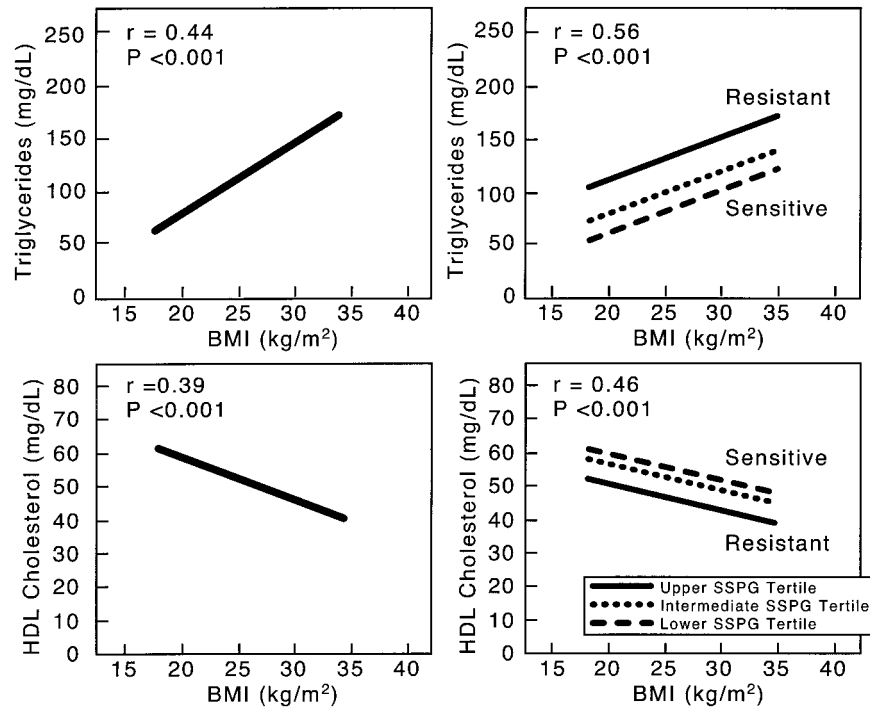 r = 0.44
P <0.001
250
200
150
100
50
0
Triglycerides (mg/dL)
15 20 25 30 35 40
BMI (kg/m²)
r = 0.56
P <0.001
250
200
150
100
50
0
Triglycerides (mg/dL)
Resistant
Sensitive
15 20 25 30 35 40
BMI (kg/m²)
r =0.39
P <0.001
80
70
60
50
40
30
20
10
0
HDL Cholesterol (mg/dL)
15 20 25 30 35 40
BMI (kg/m²)
r = 0.46
P <0.001
80
70
60
50
40
30
20
10
0
HDL Cholesterol (mg/dL)
Sensitive
Resistant
Upper SSPG Tertile
Intermediate SSPG Tertile
Lower SSPG Tertile
15 20 25 30 35 40
BMI (kg/m²)